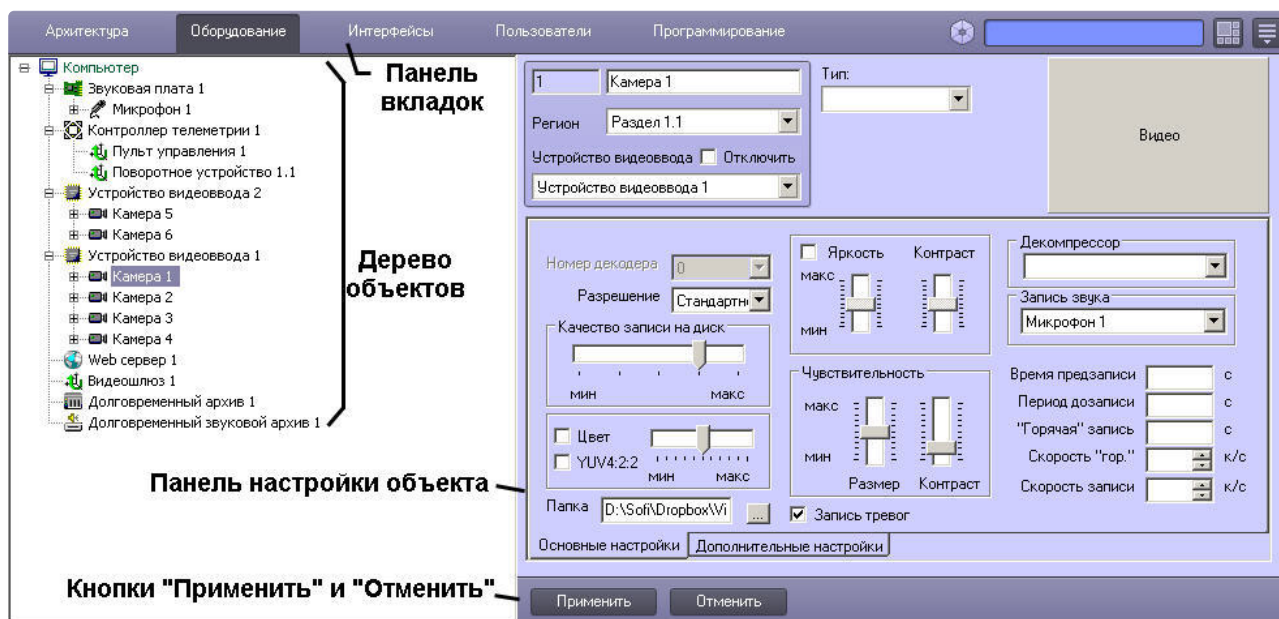 Архитектура Оборудование Интерфейсы Пользователи Программирование
Компьютер
Звуковая плата 1
Микрофон 1
Контроллер телеметрии 1
Пульт управления 1
Поворотное устройство 1.1
Устройство видеоввода 2
Камера 5
Камера 6
Устройство видеоввода 1
Камера 1
Камера 2
Камера 3
Камера 4
Web сервер 1
Видеошлюз 1
Долговременный архив 1
Долговременный звуковой архив 1
Панель
вкладок
Дерево
объектов
Панель настройки объекта
Кнопки "Применить" и "Отменить"
1 Камера 1
Тип:
Регион Раздел 1.1
Устройство видеоввода Отключить
Устройство видеоввода 1
Видео
Номер декодера 0
Разрешение Стандартн
Качество записи на диск
мин макс
Цвет
YUV4:2:2
мин макс
Папка D:\Sofi\Dropbox\Vi ...
Яркость Контраст
макс
мин
Чувствительность
макс
мин
Размер Контраст
Запись тревог
Декомпрессор
Запись звука
Микрофон 1
Время предзаписи с
Период дозаписи с
"Горячая" запись с
Скорость "гор." к/с
Скорость записи к/с
Основные настройки Дополнительные настройки
Применить Отменить